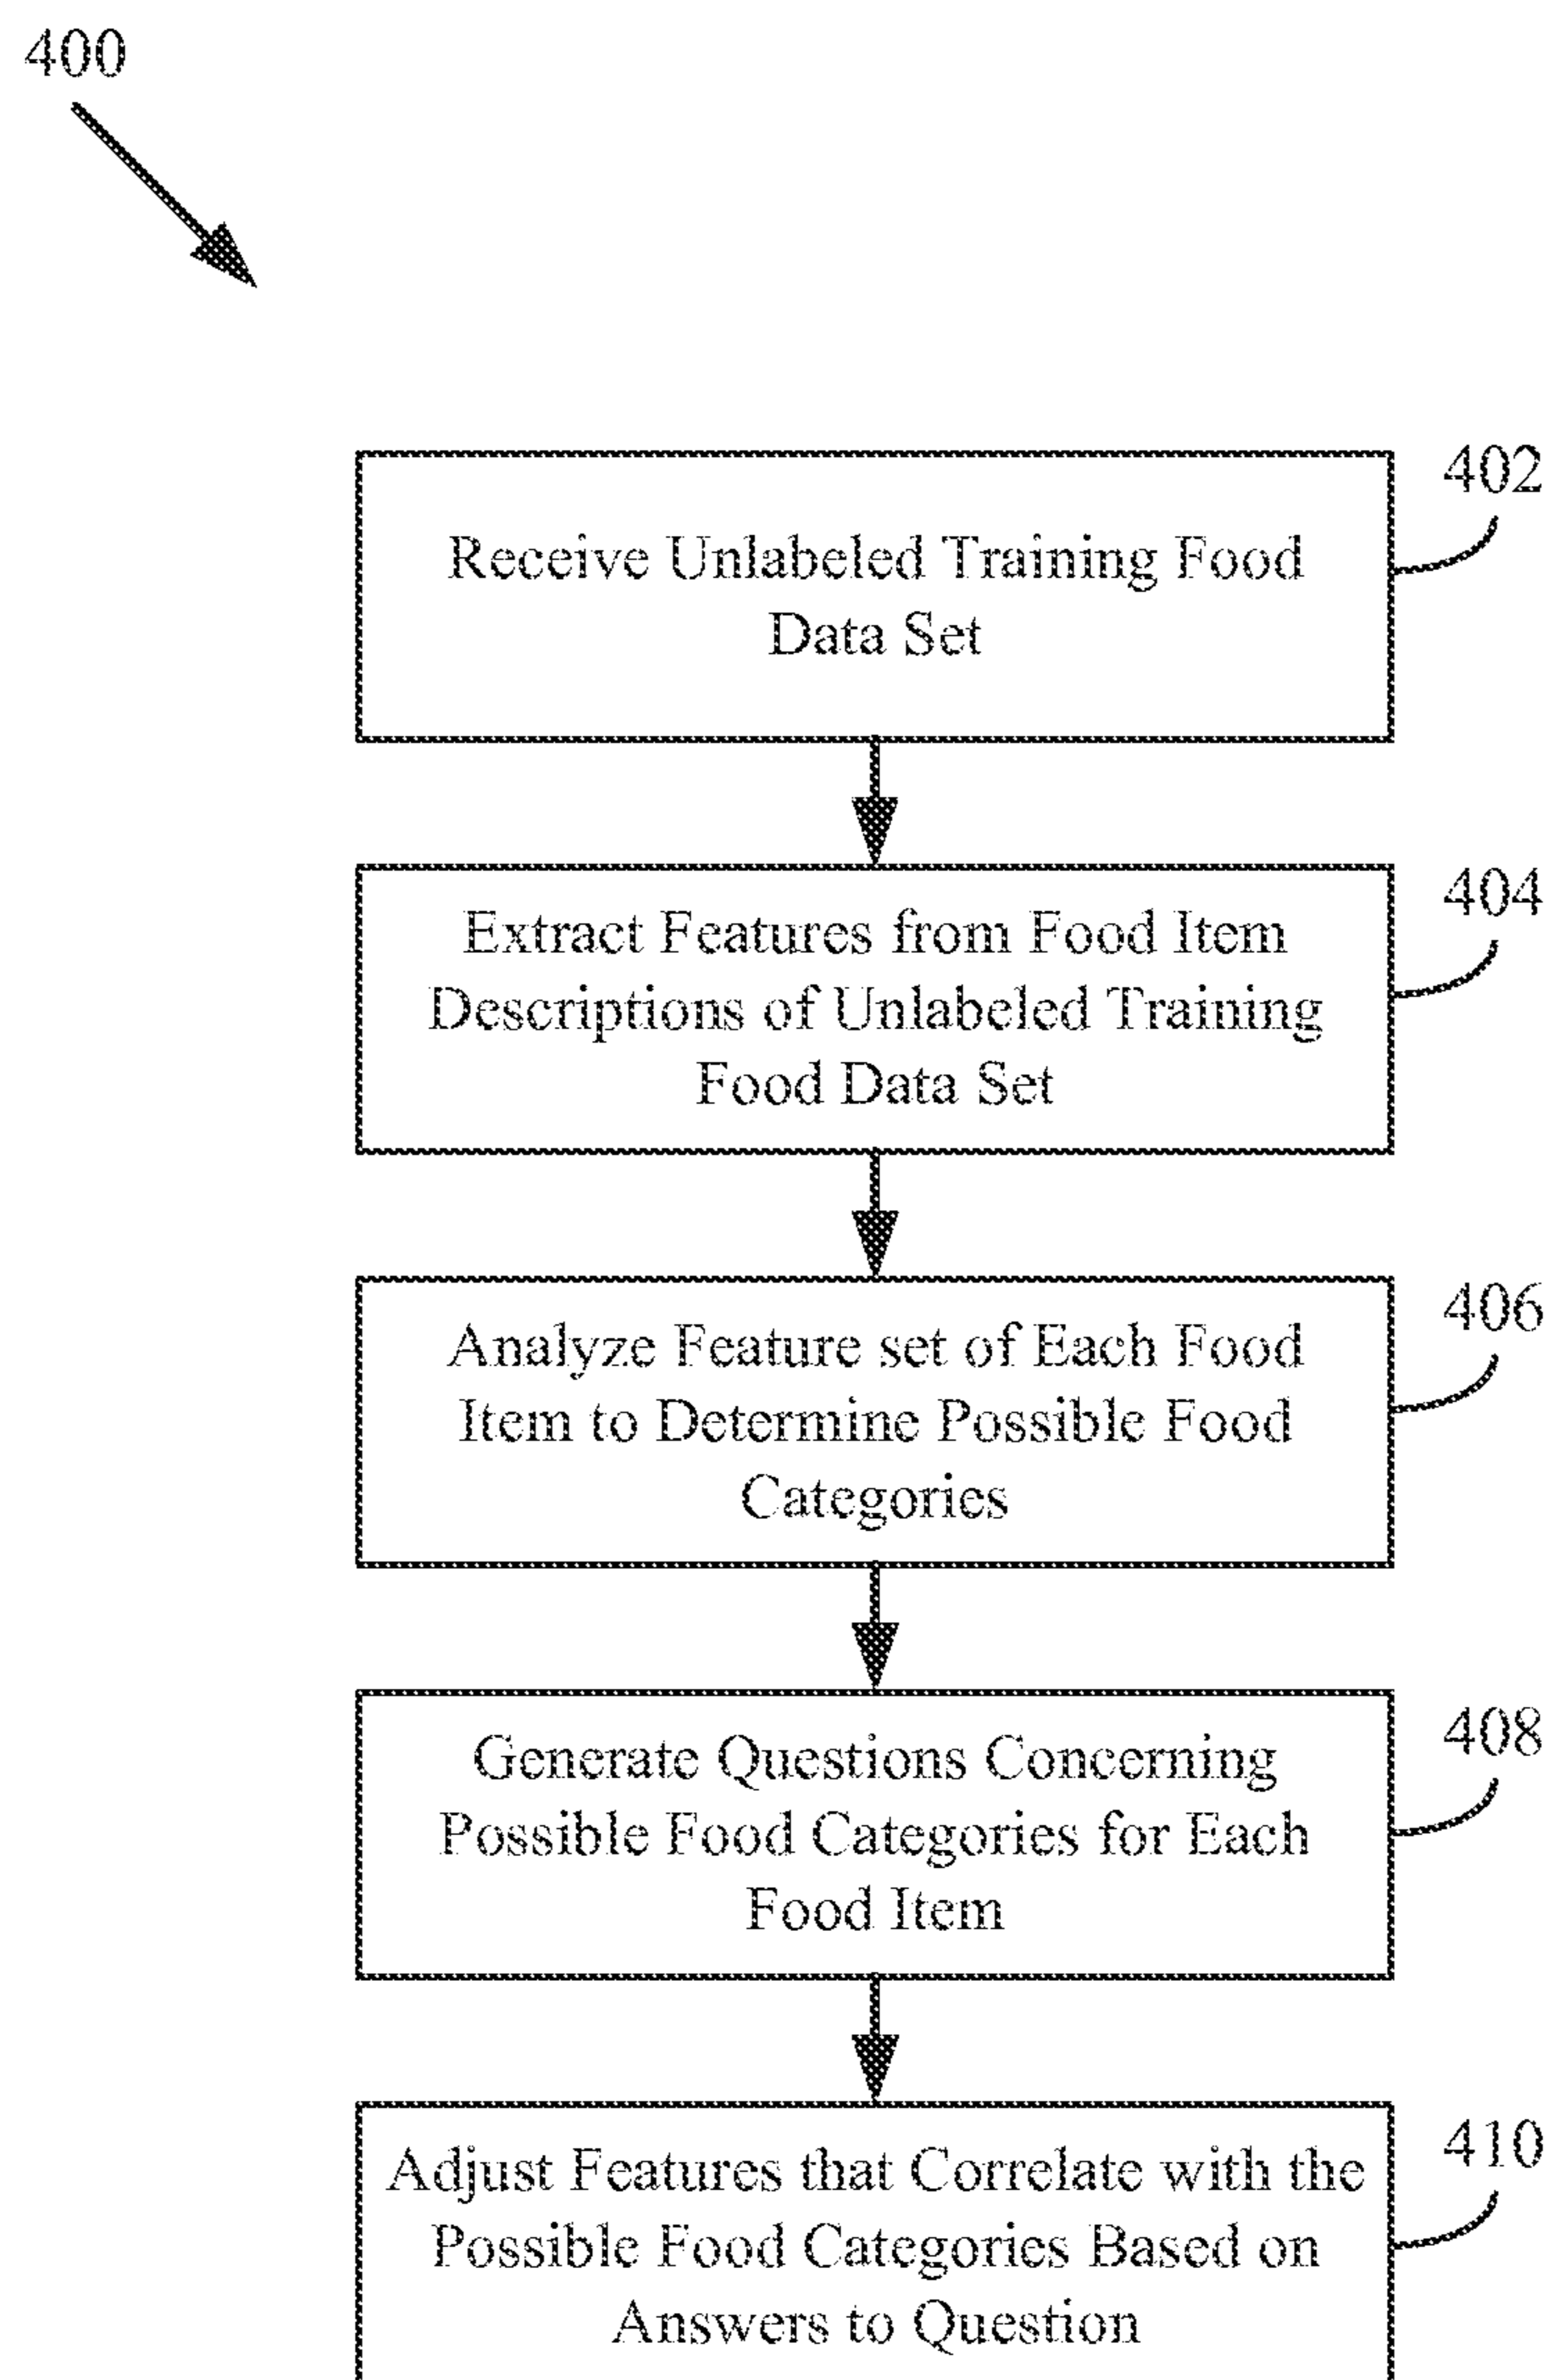 400
402
Receive Unlabeled Training Food
Data Set
404
Extract Features from Food Item
Descriptions of Unlabeled Training
Food Data Set
406
Analyze Feature set of Each Food
Item to Determine Possible Food
Categories
408
Generate Questions Concerning
Possible Food Categories for Each
Food Item
410
Adjust Features that Correlate with the
Possible Food Categories Based on
Answers to Question